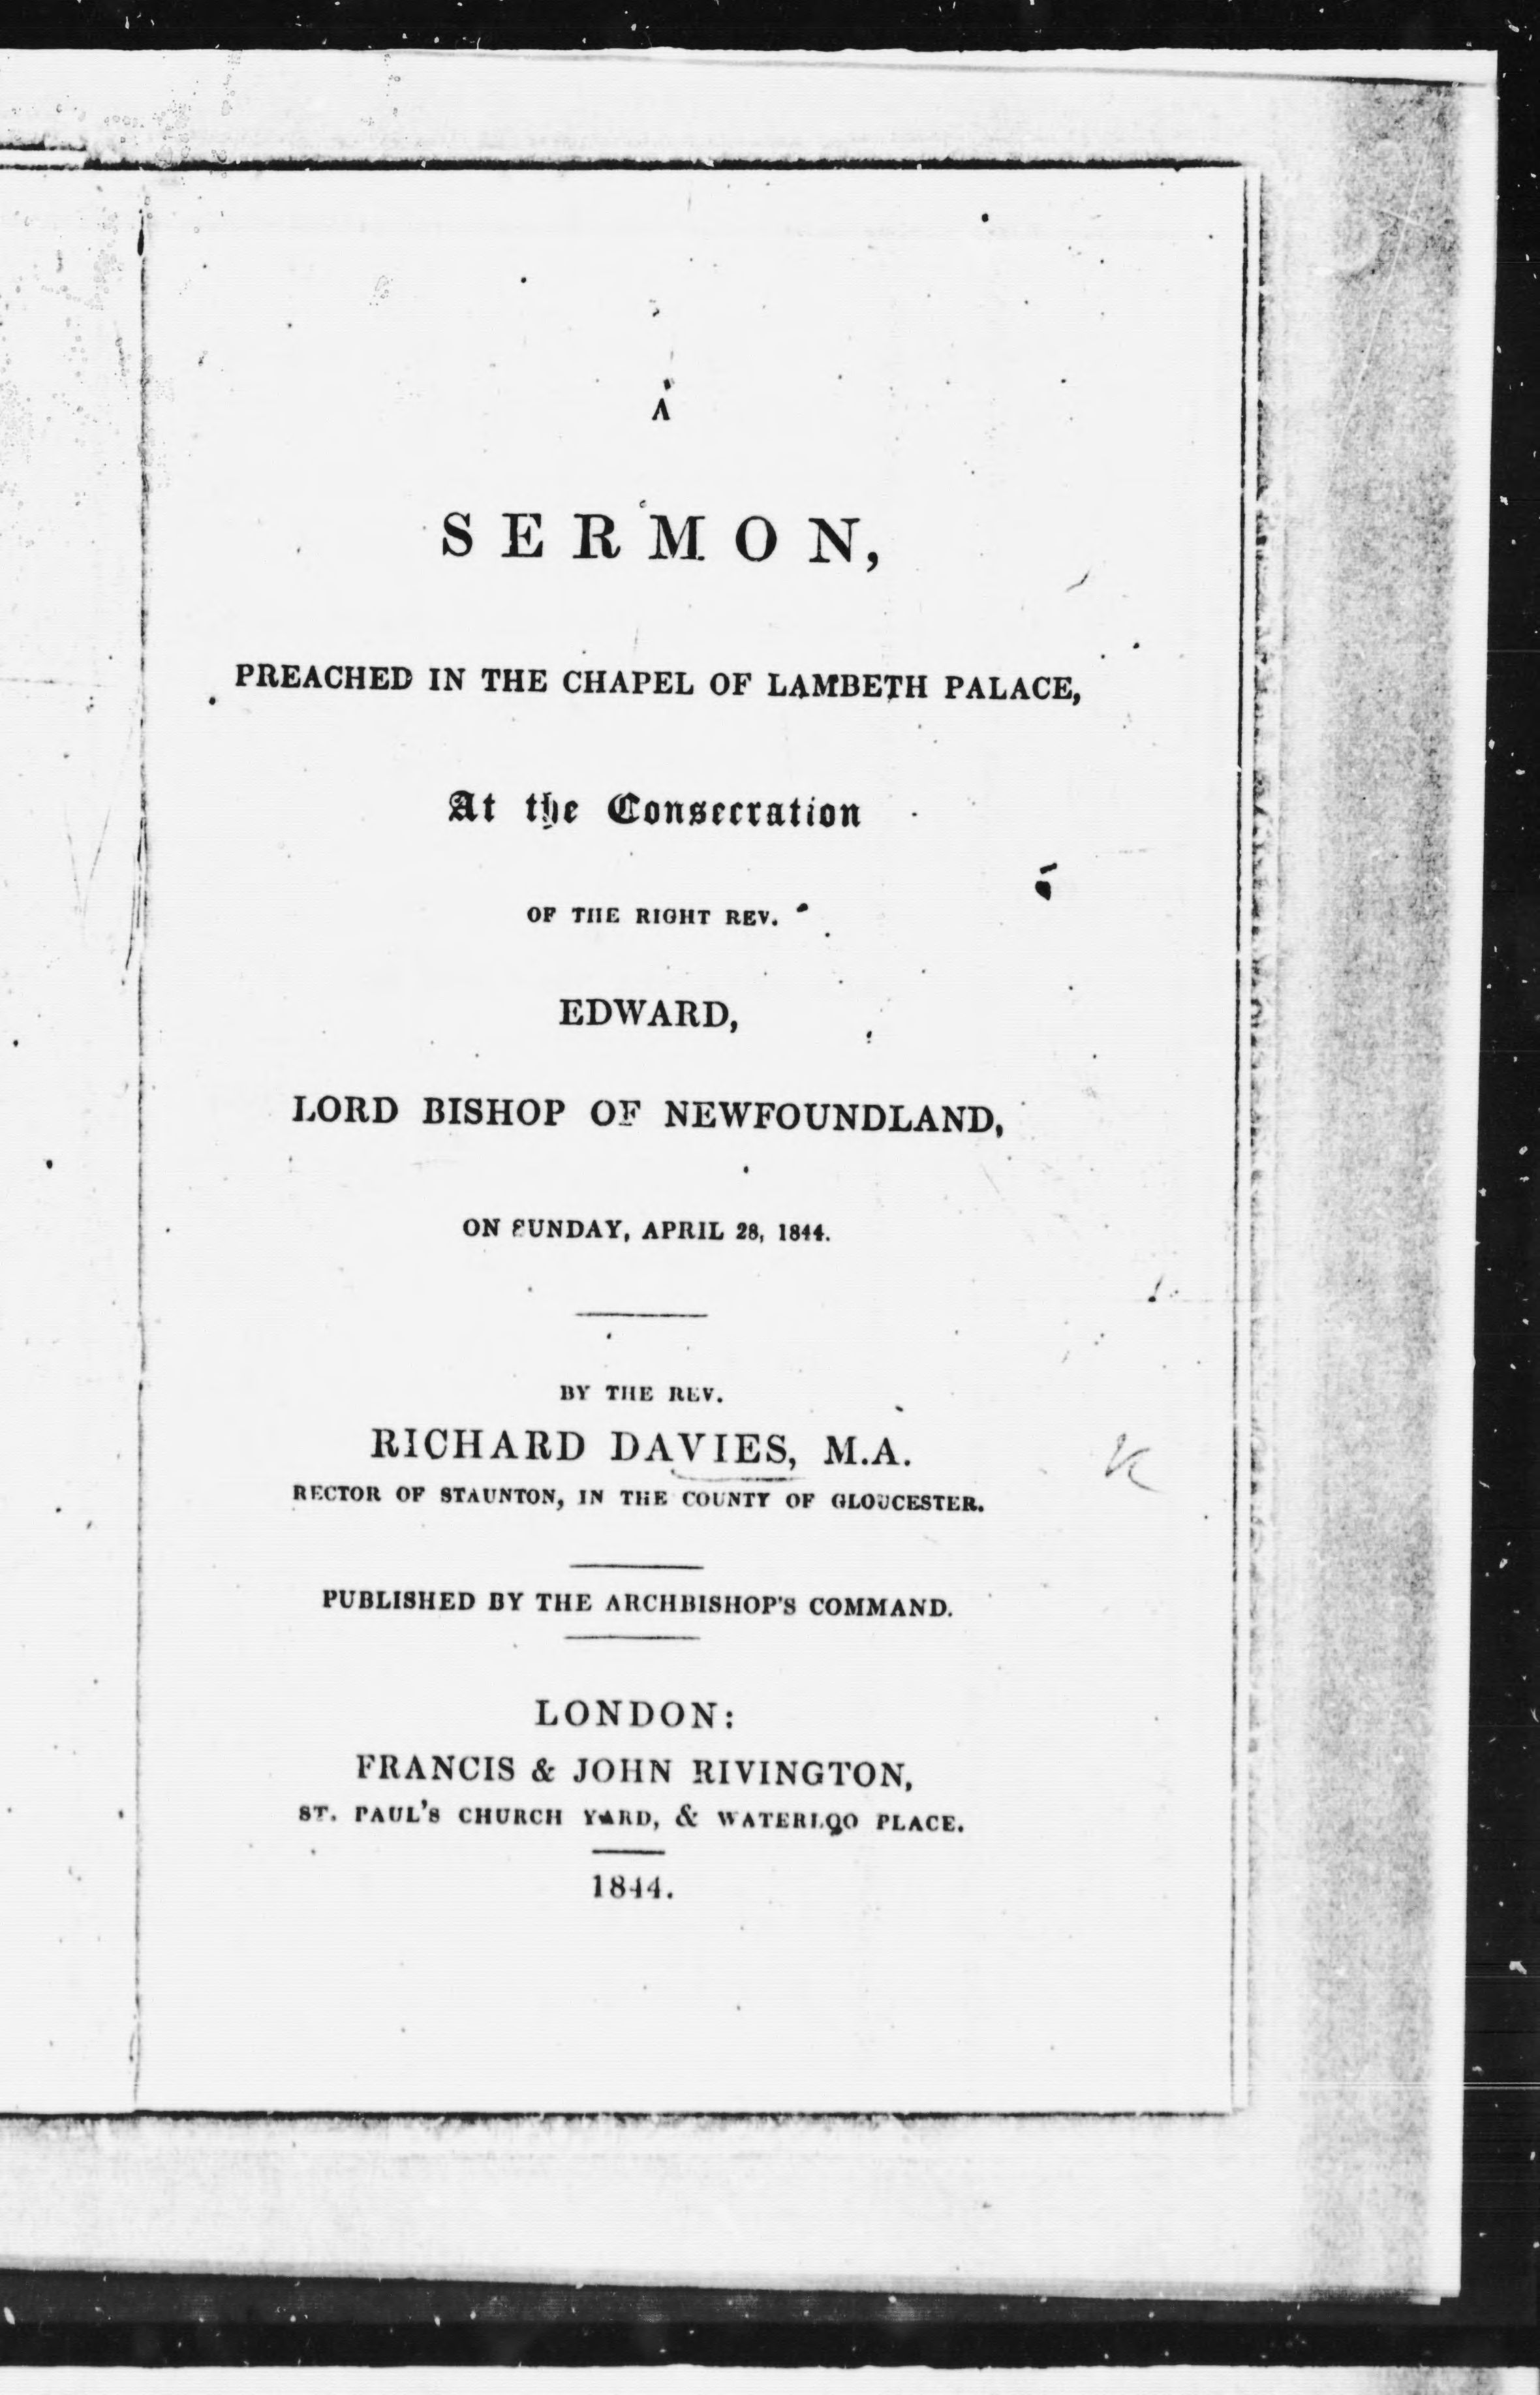 A
SERMON,
PREACHED IN THE CHAPEL OF LAMBETH PALACE,
At the Consecration
OF THE RIGHT REV.
EDWARD,
LORD BISHOP OF NEWFOUNDLAND,
ON SUNDAY, APRIL 28, 1844.
BY THE REV.
RICHARD DAVIES, M.A.
RECTOR OF STAUNTON, IN THE COUNTY OF GLOUCESTER.
PUBLISHED BY THE ARCHBISHOP'S COMMAND.
LONDON:
FRANCIS & JOHN RIVINGTON,
ST. PAUL'S CHURCH YARD, & WATERLOO PLACE.
1844.